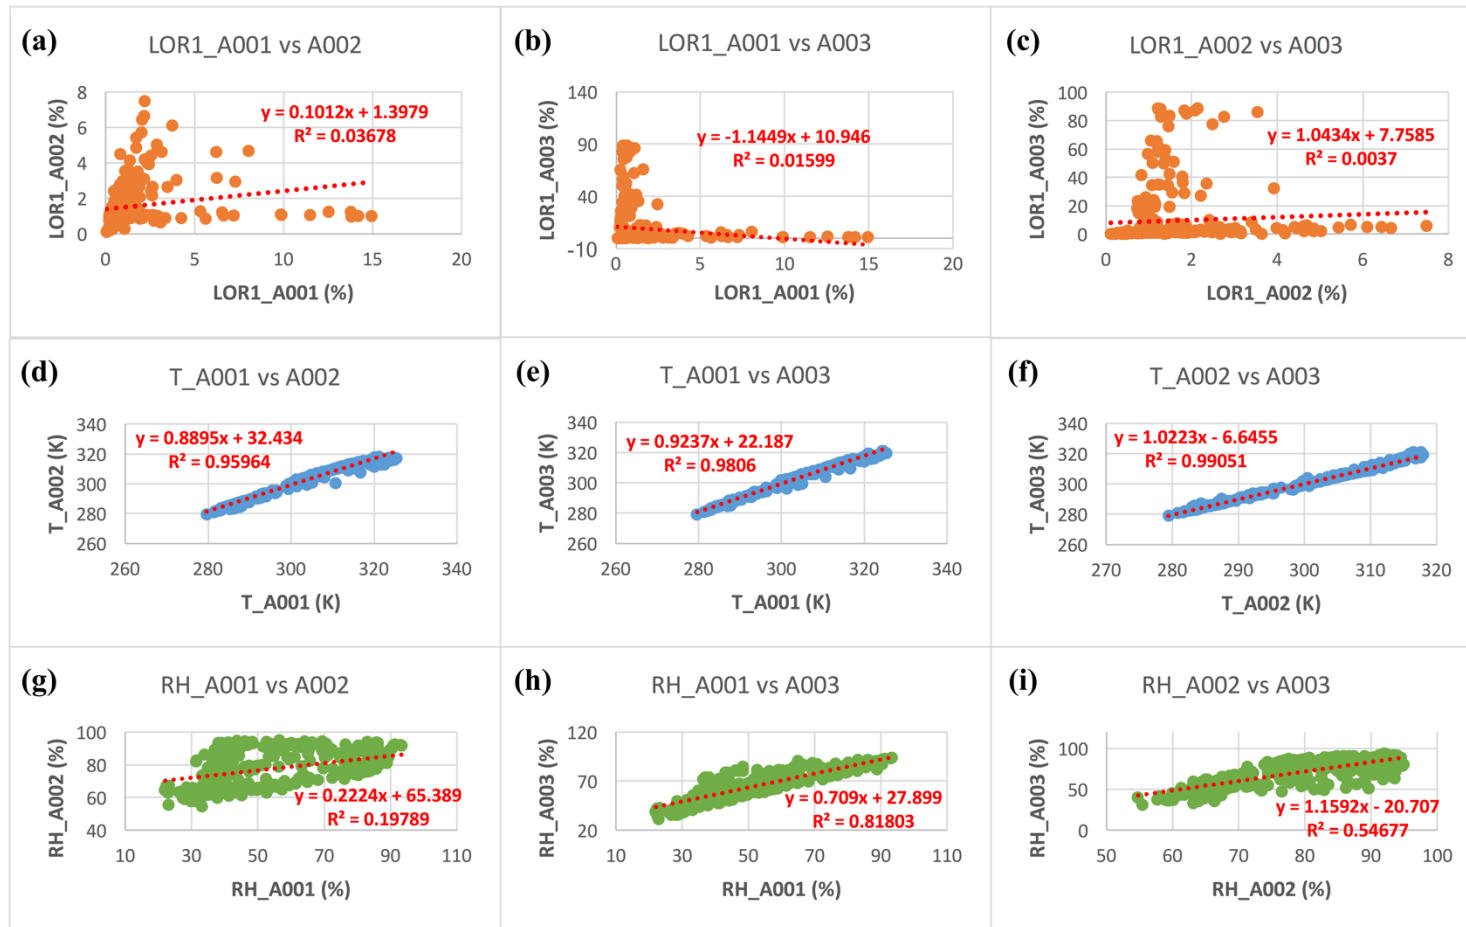 (a)
LOR1_A001 vs A002
8
6
4
2
0
y = 0.1012x + 1.3979
R² = 0.03678
LOR1_A002 (%)
0 5 10 15 20
LOR1_A001 (%)
(b)
LOR1_A001 vs A003
140
90
40
-10
y = -1.1449x + 10.946
R² = 0.01599
LOR1_A003 (%)
0 5 10 15 20
LOR1_A001 (%)
(c)
LOR1_A002 vs A003
100
80
60
40
20
0
y = 1.0434x + 7.7585
R² = 0.0037
LOR1_A003 (%)
0 2 4 6 8
LOR1_A002 (%)
(d)
T_A001 vs A002
340
320
300
280
260
y = 0.8895x + 32.434
R² = 0.95964
T_A002 (K)
260 280 300 320 340
T_A001 (K)
(e)
T_A001 vs A003
340
320
300
280
260
y = 0.9237x + 22.187
R² = 0.9806
T_A003 (K)
260 280 300 320 340
T_A001 (K)
(f)
T_A002 vs A003
340
320
300
280
260
y = 1.0223x - 6.6455
R² = 0.99051
T_A003 (K)
270 280 290 300 310 320
T_A002 (K)
(g)
RH_A001 vs A002
100
80
60
40
y = 0.2224x + 65.389
R² = 0.19789
RH_A002 (%)
10 30 50 70 90 110
RH_A001 (%)
(h)
RH_A001 vs A003
120
70
20
y = 0.709x + 27.899
R² = 0.81803
RH_A003 (%)
10 30 50 70 90 110
RH_A001 (%)
(i)
RH_A002 vs A003
100
50
0
y = 1.1592x - 20.707
R² = 0.54677
RH_A003 (%)
50 60 70 80 90 100
RH_A002 (%)